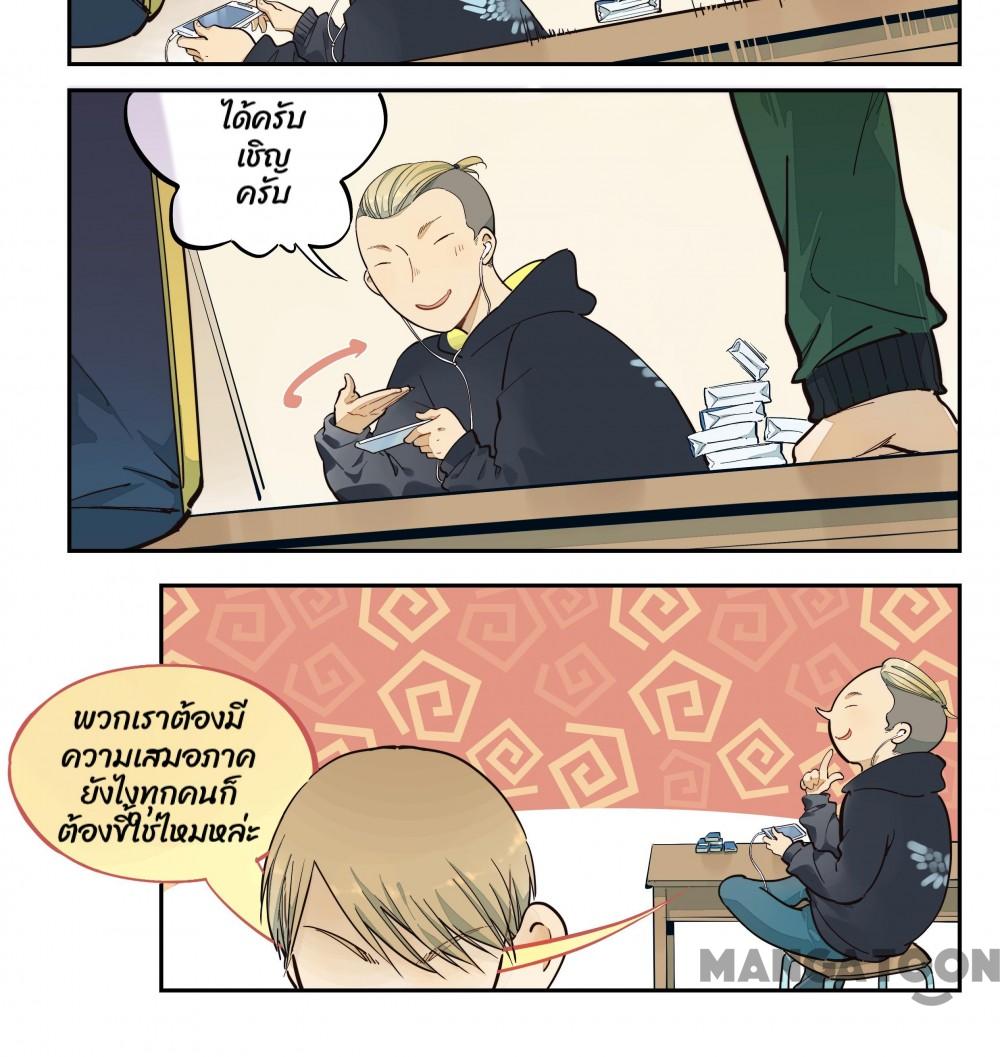 ได้ครับ
เชิญ
ครับ
พวกเราต้องมี
ความเสมอภาค
ยังไงทุกคนก็
ต้องขี้ใช่ไหมหล่ะ
MANGATOON